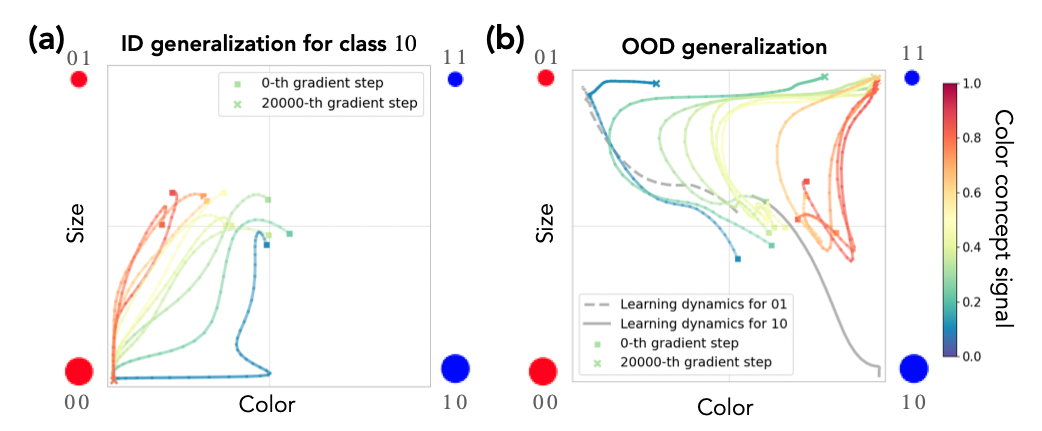 (a)
ID generalization for class 10
01
11
0-th gradient step
20000-th gradient step
Size
00
Color
10
(b)
OOD generalization
01
11
Size
Learning dynamics for 01
Learning dynamics for 10
0-th gradient step
20000-th gradient step
00
Color
10
1.0
0.8
0.6
0.4
0.2
0.0
Color concept signal